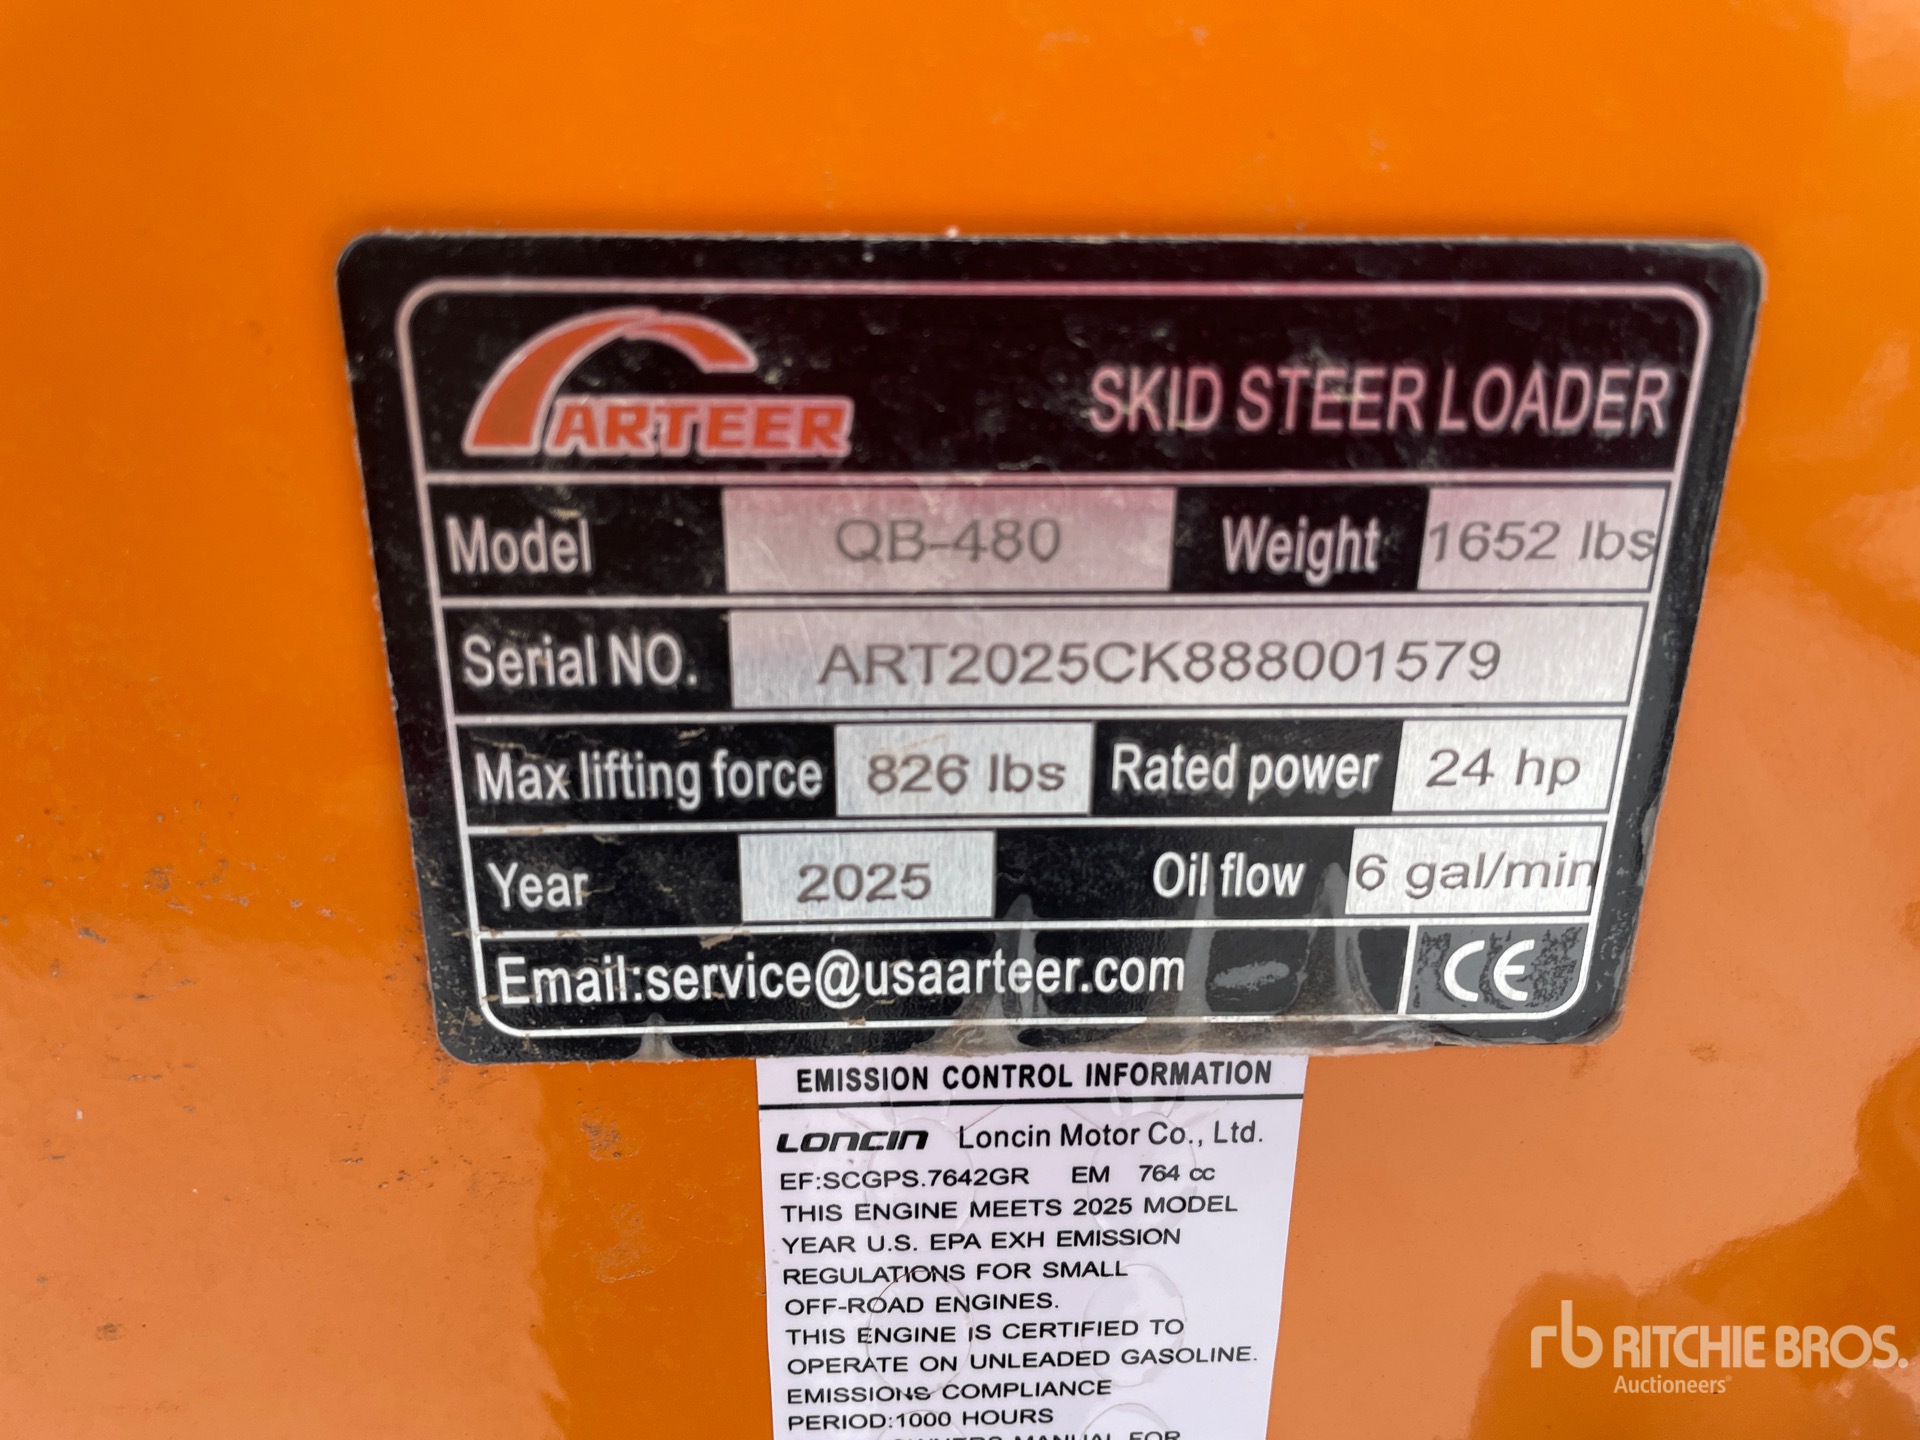 ARTEER
SKID STEER LOADER
Model QB-480 Weight 1652 lbs
Serial NO. ART2025CK888001579
Max lifting force 826 lbs Rated power 24 hp
Year 2025 Oil flow 6 gal/min
Email:service@usaarteer.com CE
EMISSION CONTROL INFORMATION
LONCIN Loncin Motor Co., Ltd.
EF:SCGPS.7642GR EM 764 cc
THIS ENGINE MEETS 2025 MODEL
YEAR U.S. EPA EXH EMISSION
REGULATIONS FOR SMALL
OFF-ROAD ENGINES.
THIS ENGINE IS CERTIFIED TO
OPERATE ON UNLEADED GASOLINE.
EMISSIONS COMPLIANCE
PERIOD:1000 HOURS
OWNERS MANUAL FOR
rb RITCHIE BROS.
Auctioneers